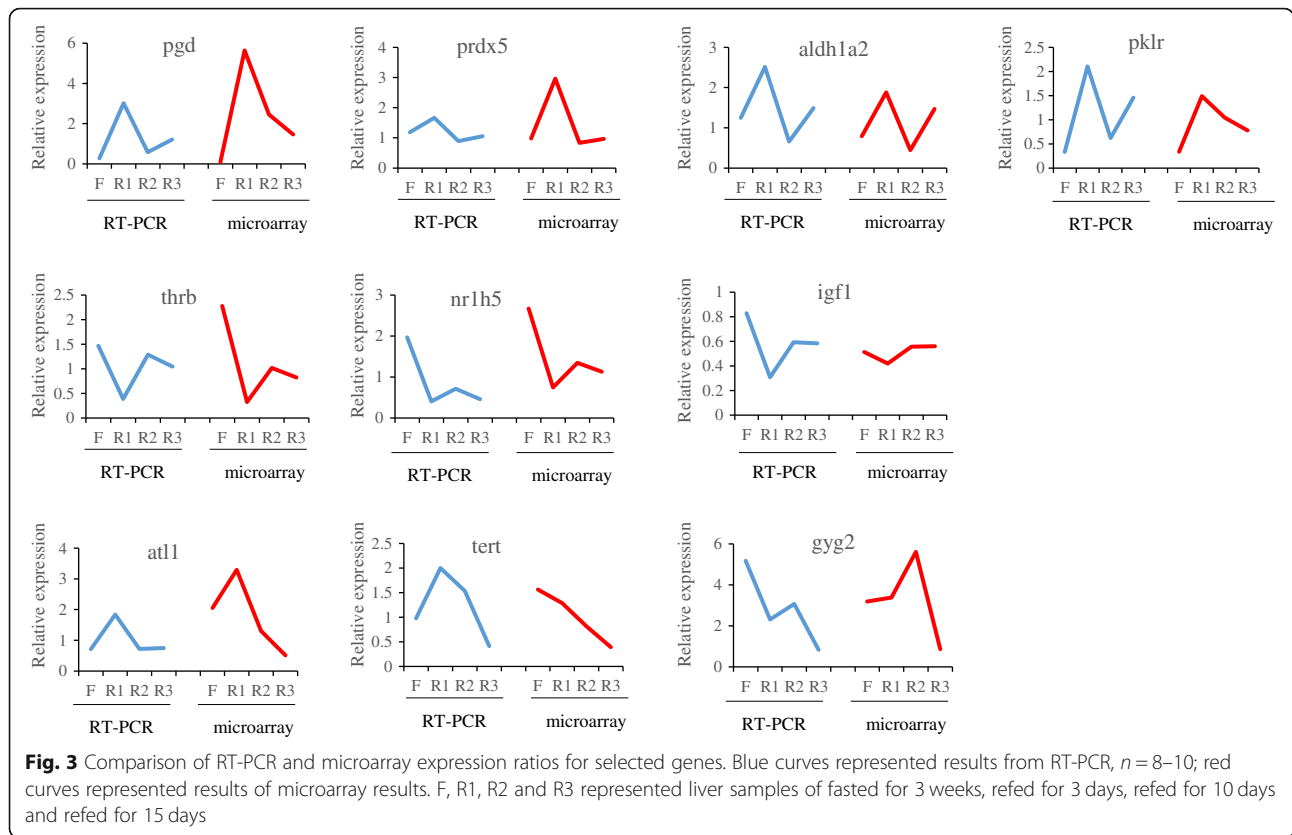 pgd
Relative expression
6
4
2
0
F R1 R2 R3 F R1 R2 R3
RT-PCR microarray
prdx5
Relative expression
4
3
2
1
0
F R1 R2 R3 F R1 R2 R3
RT-PCR microarray
aldh1a2
Relative expression
3
2
1
0
F R1 R2 R3 F R1 R2 R3
RT-PCR microarray
pklr
Relative expression
2.5
2
1.5
1
0.5
0
F R1 R2 R3 F R1 R2 R3
RT-PCR microarray
thrb
Relative expression
2.5
2
1.5
1
0.5
0
F R1 R2 R3 F R1 R2 R3
RT-PCR microarray
nr1h5
Relative expression
3
2
1
0
F R1 R2 R3 F R1 R2 R3
RT-PCR microarray
igf1
Relative expression
1
0.8
0.6
0.4
0.2
0
F R1 R2 R3 F R1 R2 R3
RT-PCR microarray
atl1
Relative expression
4
3
2
1
0
F R1 R2 R3 F R1 R2 R3
RT-PCR microarray
tert
Relative expression
2.5
2
1.5
1
0.5
0
F R1 R2 R3 F R1 R2 R3
RT-PCR microarray
gyg2
Relative expression
6
4
2
0
F R1 R2 R3 F R1 R2 R3
RT-PCR microarray
Fig. 3 Comparison of RT-PCR and microarray expression ratios for selected genes. Blue curves represented results from RT-PCR, n = 8–10; red
curves represented results of microarray results. F, R1, R2 and R3 represented liver samples of fasted for 3 weeks, refed for 3 days, refed for 10 days
and refed for 15 days